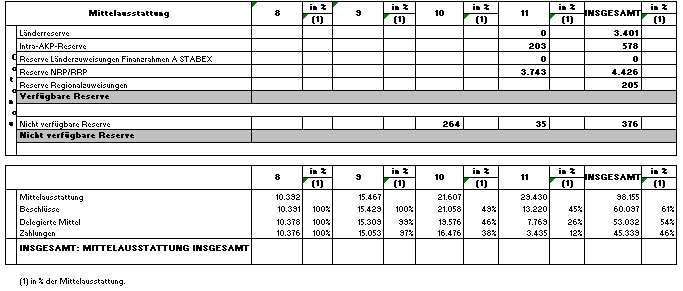 Mittelausstattung 8 in % (1) 9 in % (1) 10 in % (1) 11 in % (1) INSGESAMT in % (1)
Länderreserve 0 3.401
Intra-AKP-Reserve 203 578
Reserve Länderzuweisungen Finanzrahmen A STABEX 0 0
Reserve NRP/RRP 3.743 4.426
Reserve Regionalzuweisungen 205
Verfügbare Reserve
Nicht verfügbare Reserve 264 35 376
Nicht verfügbare Reserve
8 in % (1) 9 in % (1) 10 in % (1) 11 in % (1) INSGESAMT in % (1)
Mittelausstattung 10.392 15.467 21.607 29.430 98.155
Beschlüsse 10.391 100% 15.429 100% 21.058 49% 13.220 45% 60.097 61%
Delegierte Mittel 10.378 100% 15.309 99% 19.576 46% 7.769 26% 53.032 54%
Zahlungen 10.376 100% 15.053 97% 16.476 38% 3.435 12% 45.339 46%
INSGESAMT: MITTELAUSSTATTUNG INSGESAMT
(1) in % der Mittelausstattung.